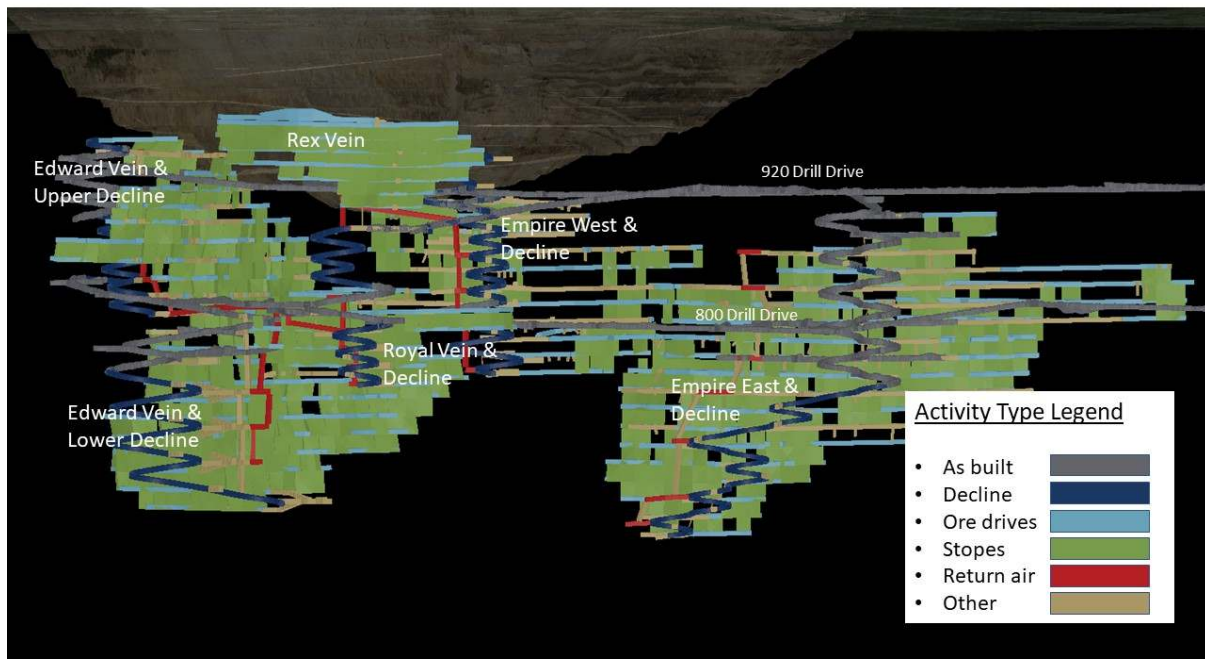 Rex Vein
Edward Vein &
Upper Decline
920 Drill Drive
Empire West &
Decline
800 Drill Drive
Royal Vein &
Decline
Empire East &
Decline
Edward Vein &
Lower Decline
Activity Type Legend
• As built
• Decline
• Ore drives
• Stopes
• Return air
• Other